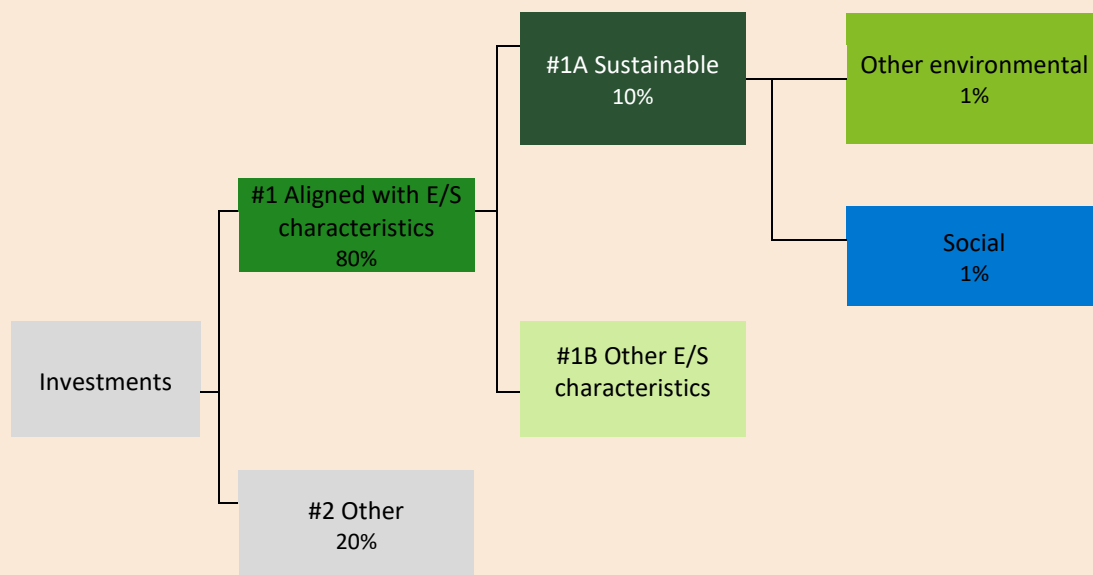 #1A Sustainable
10%
Other environmental
1%
#1 Aligned with E/S
characteristics
80%
Social
1%
Investments
#1B Other E/S
characteristics
#2 Other
20%